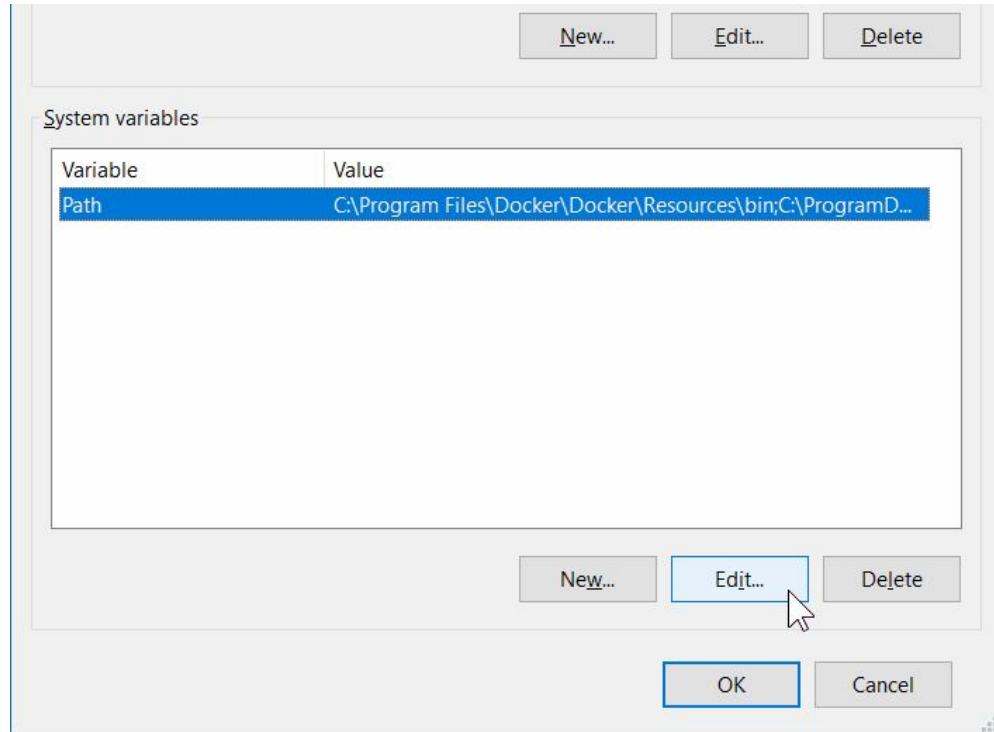 New... Edit... Delete
System variables
Variable Value
Path C:\Program Files\Docker\Docker\Resources\bin;C:\ProgramD...
New... Edit... Delete
OK Cancel